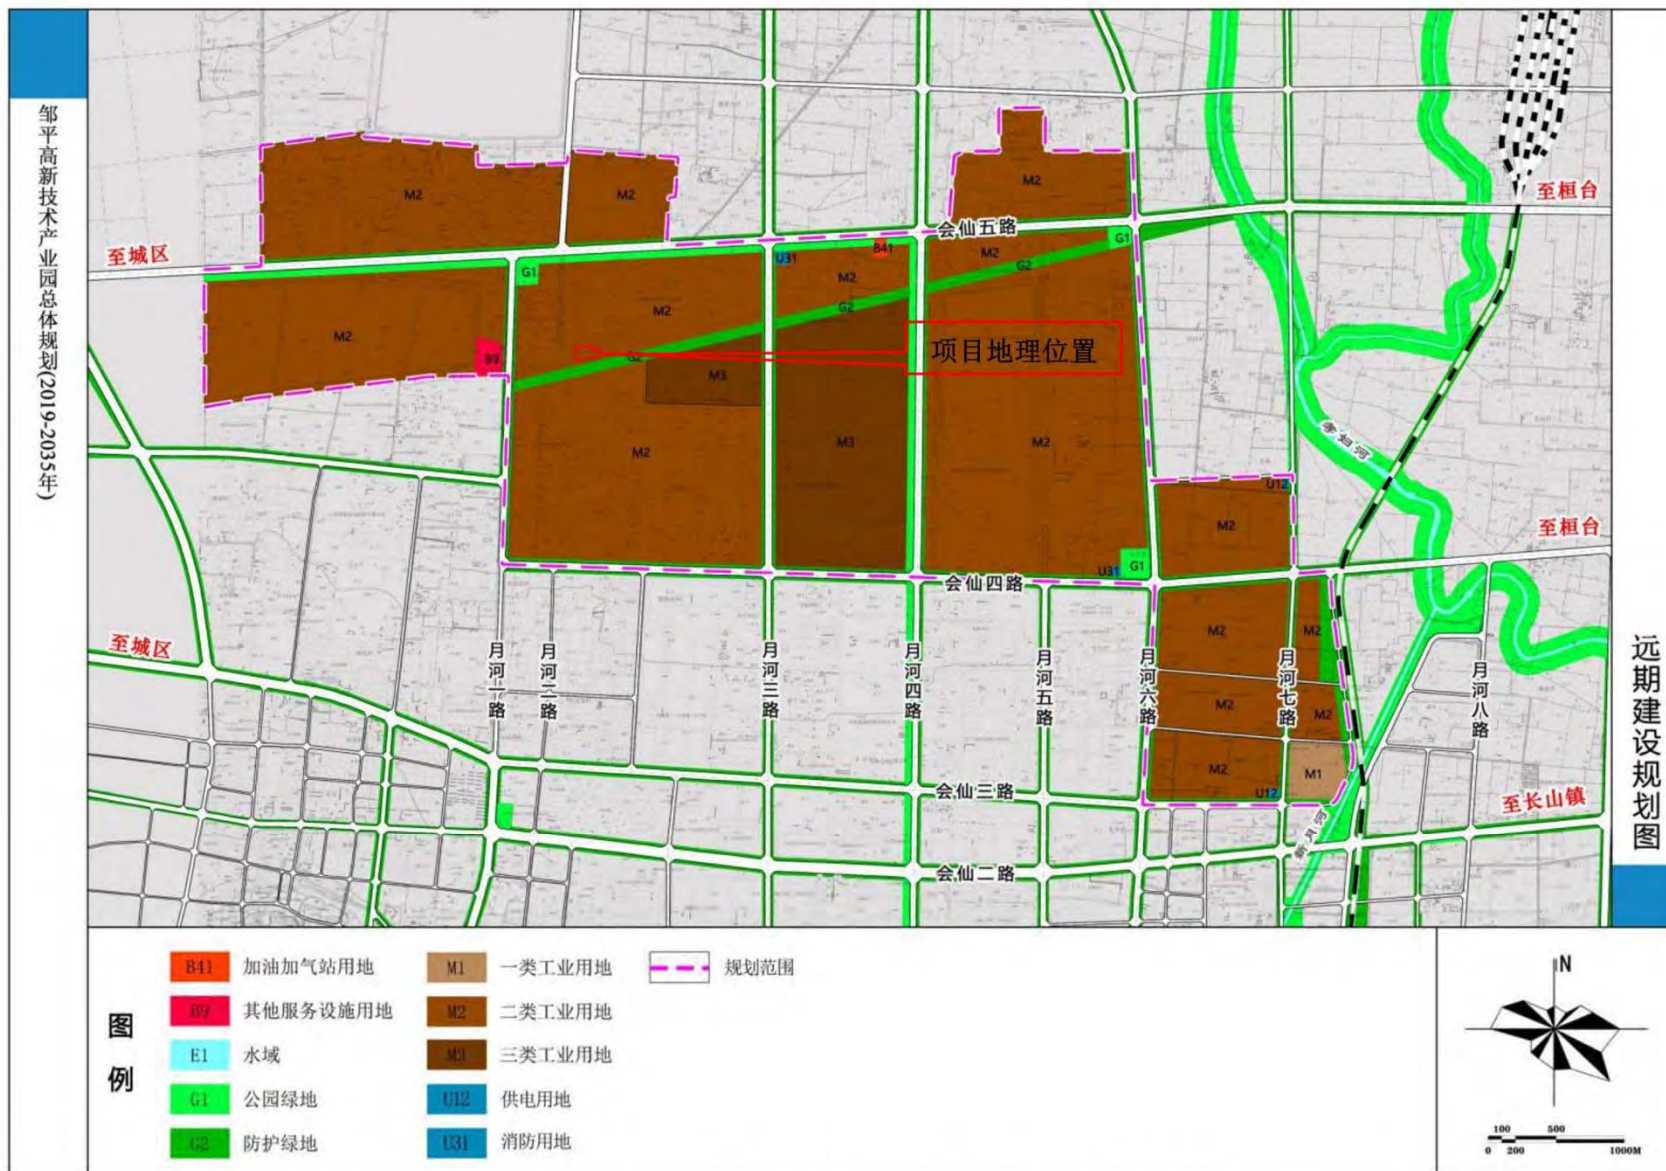 邹平高新技术产业园总体规划(2019-2035年)
远期建设规划图
至桓台
会仙五路
至城区
M2
M2
M2
G1
B41
U31
M2
G2
G1
M2
M2
G2
M2
M2
B9
G2
项目地理位置
M3
M3
M2
M2
孝妇河
U12
M2
至桓台
U31
G1
会仙四路
至城区
月河一路
月河二路
月河三路
月河四路
月河五路
月河六路
月河七路
月河八路
M2
M2
M2
M2
M2
M1
U12
会仙三路
至长山镇
会仙二路
图例
B41 加油加气站用地
B9 其他服务设施用地
E1 水域
G1 公园绿地
G2 防护绿地
M1 一类工业用地
M2 二类工业用地
M3 三类工业用地
U12 供电用地
U31 消防用地
规划范围
N
100 500
0 200 1000M